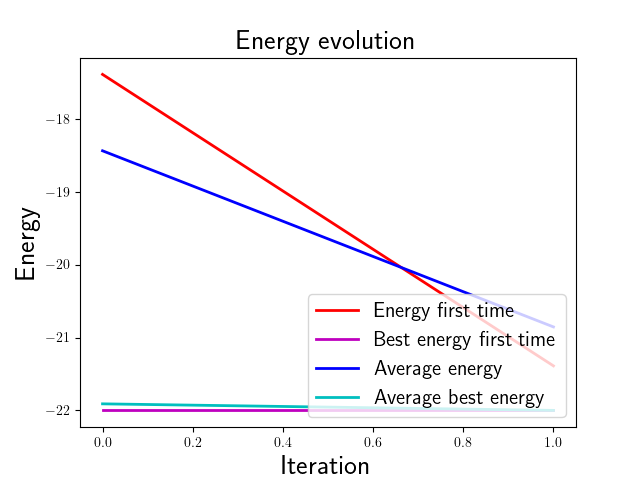 Energy evolution
Energy
−18
−19
−20
−21
−22
Energy first time
Best energy first time
Average energy
Average best energy
0.0 0.2 0.4 0.6 0.8 1.0
Iteration